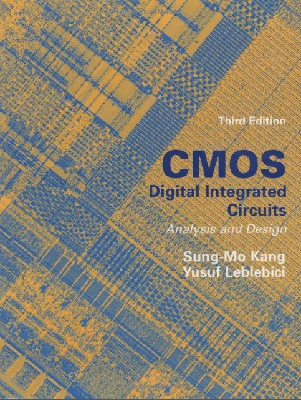 Third Edition
CMOS
Digital Integrated
Circuits
Analysis and Design
Sung-Mo Kang
Yusuf Leblebici